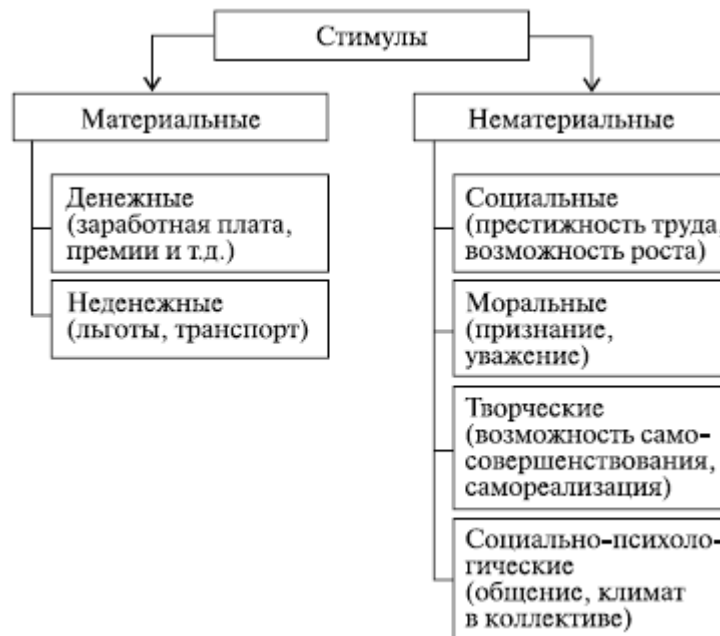 Стимулы
Материальные
Денежные
(заработная плата,
премии и т.д.)
Неденежные
(льготы, транспорт)
Нематериальные
Социальные
(престижность труда,
возможность роста)
Моральные
(признание,
уважение)
Творческие
(возможность само-
совершенствования,
самореализация)
Социально-психоло-
гические
(общение, климат
в коллективе)